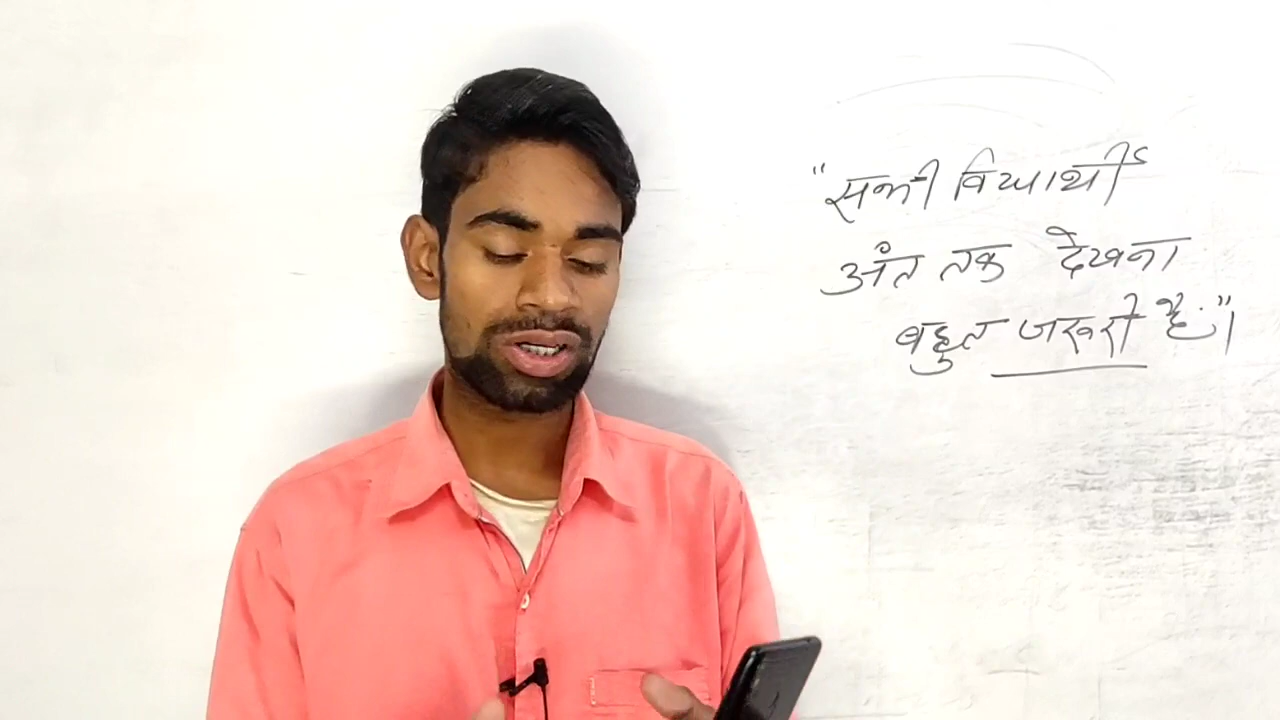 "सभी विद्यार्थी
अंत तक देखना
बहुत जरूरी है"।